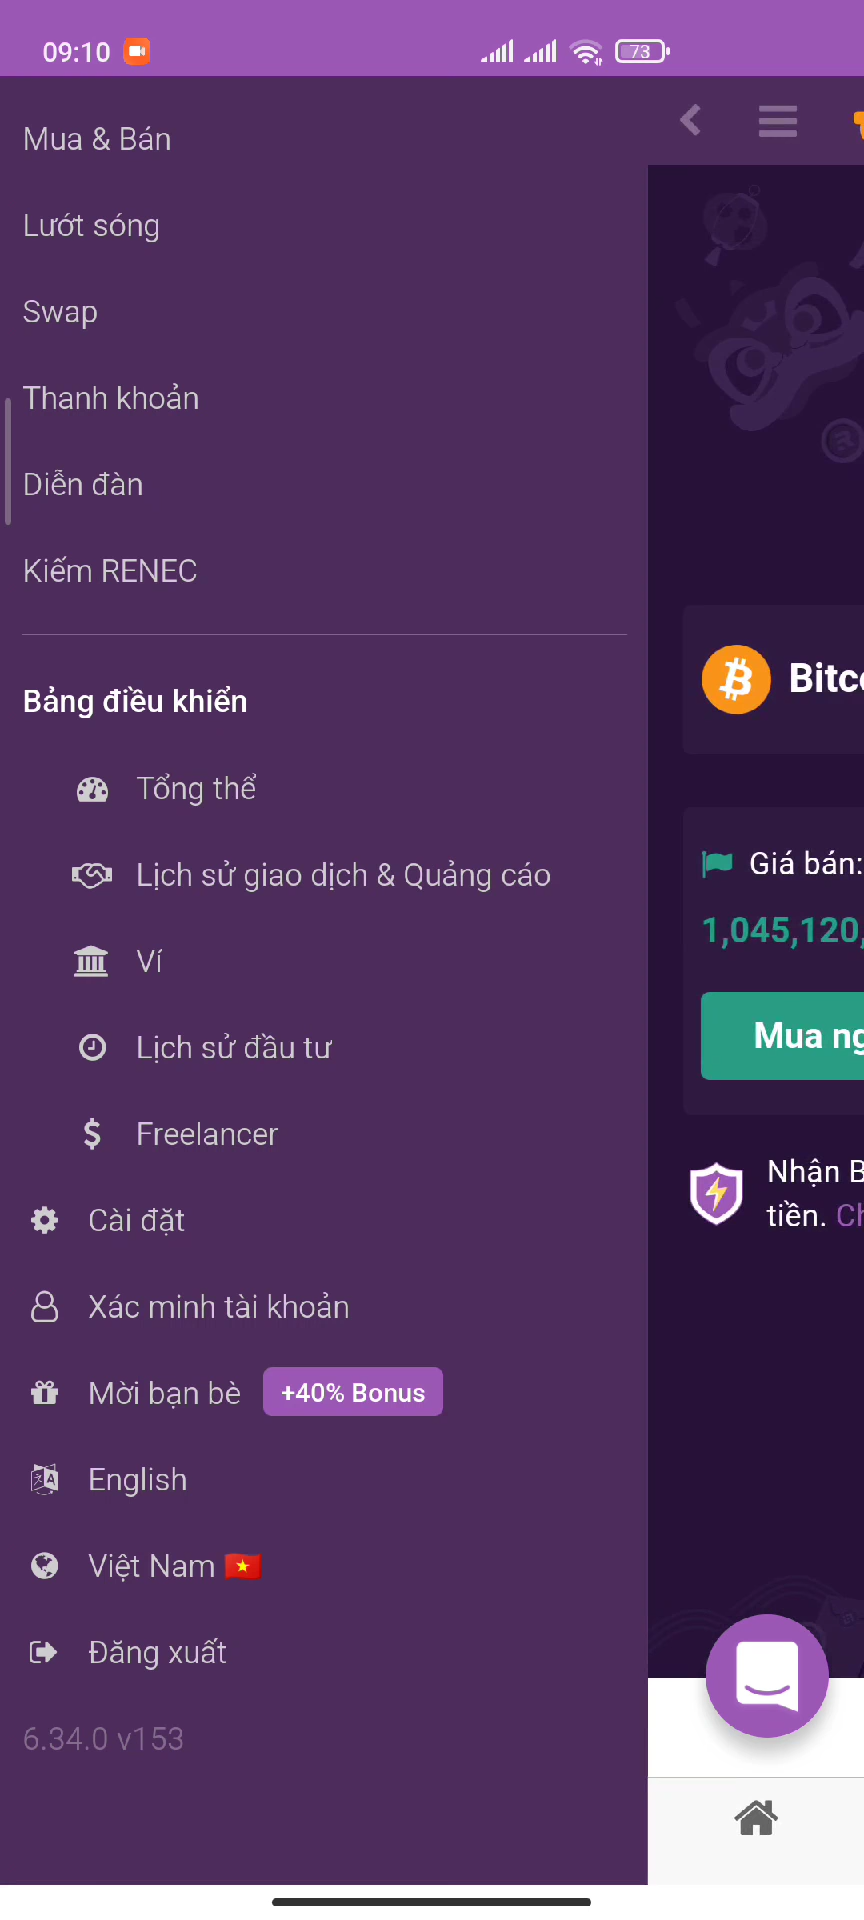 09:10
73
Mua & Bán
Lướt sóng
Swap
Thanh khoản
Diễn đàn
Kiếm RENEC
Bảng điều khiển
Tổng thể
Lịch sử giao dịch & Quảng cáo
Ví
Lịch sử đầu tư
Freelancer
Cài đặt
Xác minh tài khoản
Mời bạn bè +40% Bonus
English
Việt Nam
Đăng xuất
6.34.0 v153
Giá bán:
1,045,120,
Mua
Nhận
tiền.